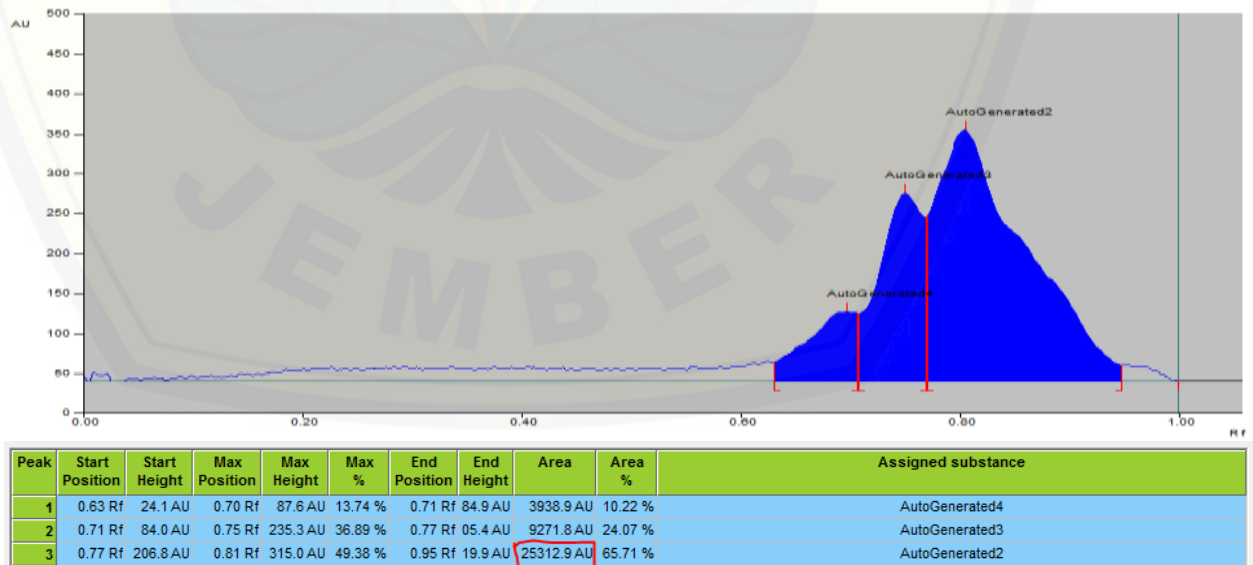 AU
500
450
400
350
300
250
200
150
100
50
0
AutoGenerated2
AutoGenerated3
AutoGenerated4
JEMBER
0.00 0.20 0.40 0.60 0.80 1.00
Rf
Peak Start Position Start Height Max Position Max Height Max % End Position End Height Area Area % Assigned substance
1 0.63 Rf 24.1 AU 0.70 Rf 87.6 AU 13.74 % 0.71 Rf 84.9 AU 3938.9 AU 10.22 % AutoGenerated4
2 0.71 Rf 84.0 AU 0.75 Rf 235.3 AU 36.89 % 0.77 Rf 05.4 AU 9271.8 AU 24.07 % AutoGenerated3
3 0.77 Rf 206.8 AU 0.81 Rf 315.0 AU 49.38 % 0.95 Rf 19.9 AU 25312.9 AU 65.71 % AutoGenerated2